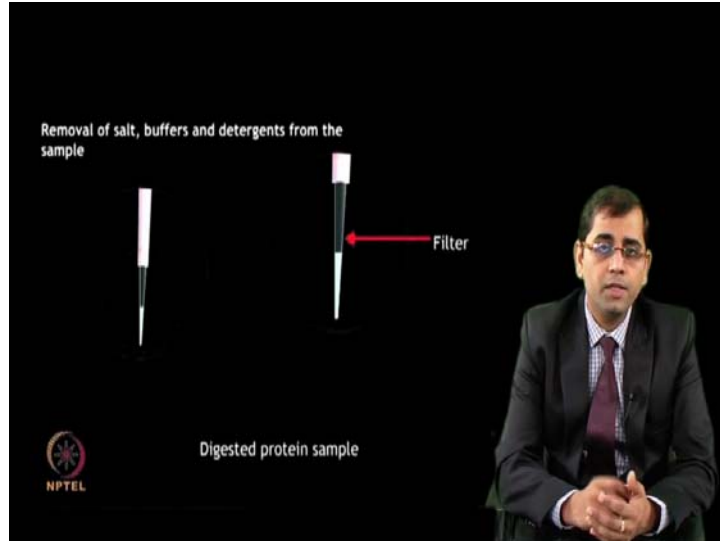 Removal of salt, buffers and detergents from the
sample
Filter
Digested protein sample
NPTEL